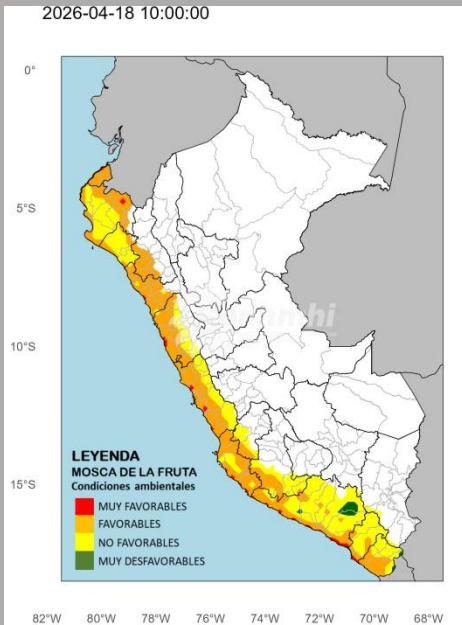 2026-04-18 10:00:00
0°
5°S
10°S
15°S
senamhi
LEYENDA
MOSCA DE LA FRUTA
Condiciones ambientales
MUY FAVORABLES
FAVORABLES
NO FAVORABLES
MUY DESFAVORABLES
82°W 80°W 78°W 76°W 74°W 72°W 70°W 68°W